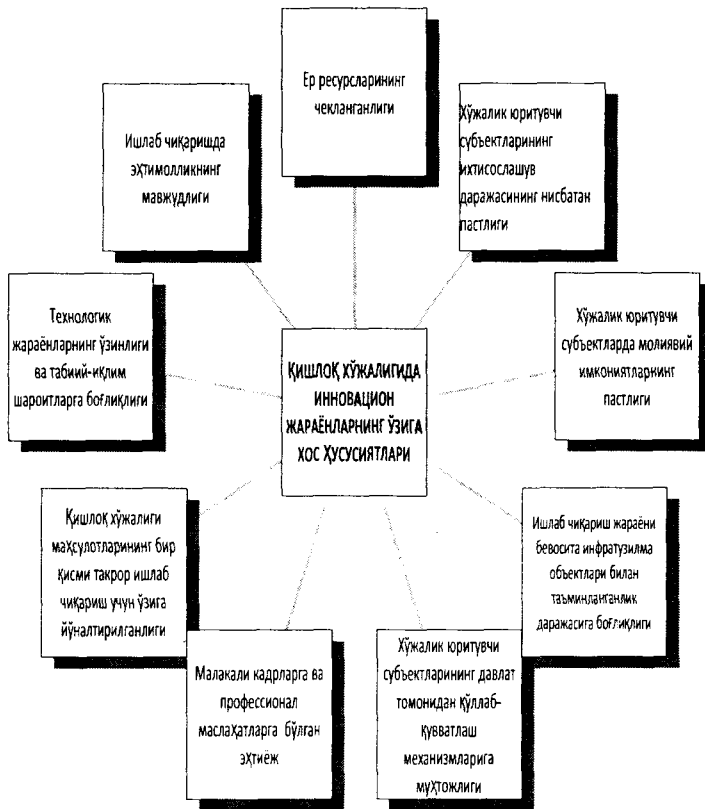 Ер ресурсларининг
чекланганлиги
Ишлаб чиқаришда
эҳтимолликнинг
мавжудлиги
Хўжалик юритувчи
субъектларининг
ихтисослашув
даражасининг нисбатан
пастлиги
Технологик
жараёнларнинг ўзинлиги
ва табиий-иқлим
шароитларга боғлиқлиги
ҚИШЛОҚ ХЎЖАЛИГИДА
ИННОВАЦИОН
ЖАРАЁНЛАРНИНГ ЎЗИГА
ХОС ҲУСУСИЯТЛАРИ
Хўжалик юритувчи
субъектларда молиявий
имкониятларнинг
пастлиги
Қишлоқ хўжалиги
маҳсулотларининг бир
қисми такрор ишлаб
чиқариш учун ўзига
йўналтирилганлиги
Ишлаб чиқариш жараёни
бевосита инфратузилма
объектлари билан
таъминланганлик
даражасига боғлиқлиги
Малакали кадрларга ва
профессионал
маслаҳатларга бўлган
эҳтиёж
Хўжалик юритувчи
субъектларининг давлат
томонидан қўллаб-
қувватлаш
механизмларига
муҳтожлиги